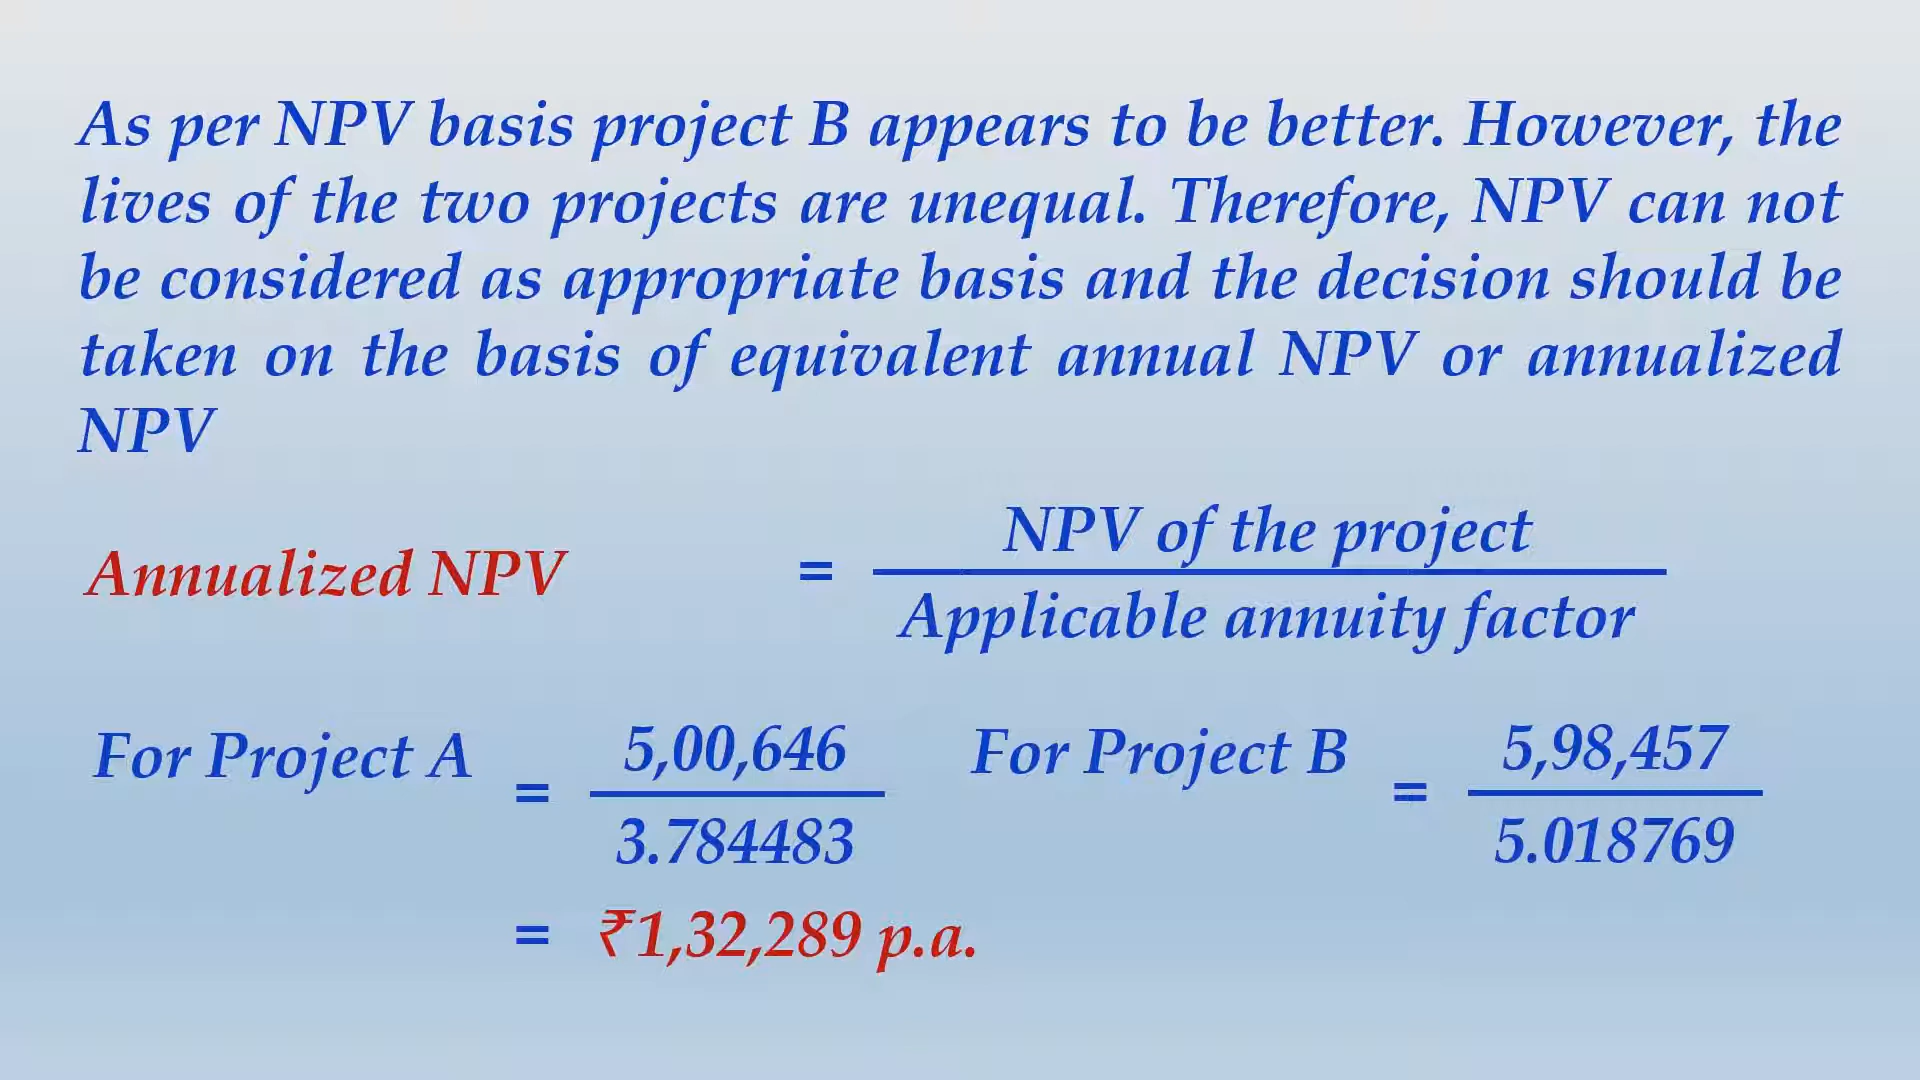 As per NPV basis project B appears to be better. However, the
lives of the two projects are unequal. Therefore, NPV can not
be considered as appropriate basis and the decision should be
taken on the basis of equivalent annual NPV or annualized
NPV
Annualized NPV = NPV of the project
Applicable annuity factor
For Project A = 5,00,646
3.784483
= ₹1,32,289 p.a.
For Project B = 5,98,457
5.018769